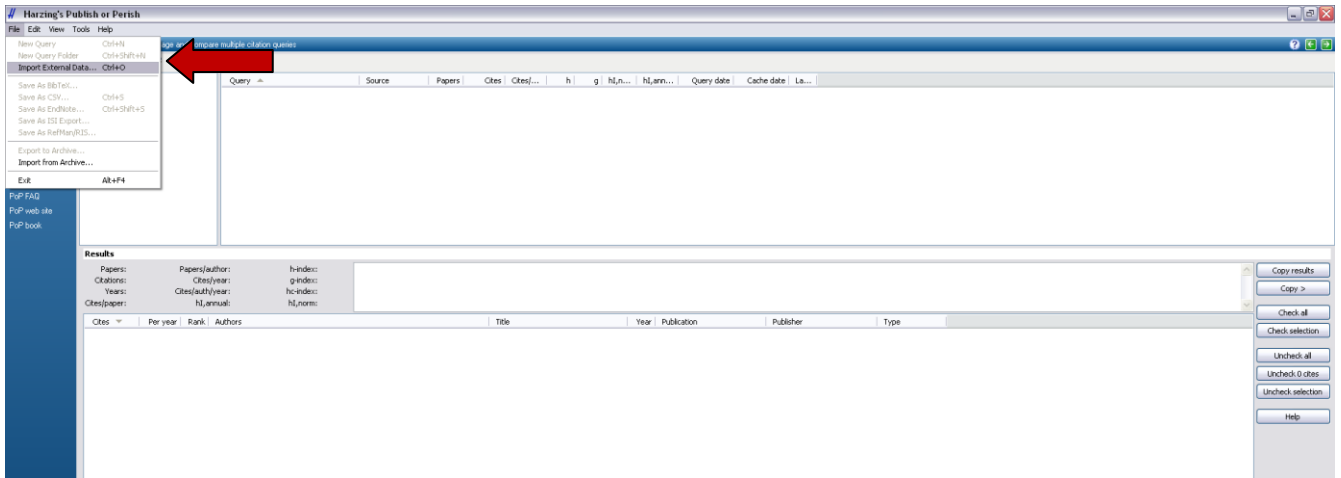 Harzing's Publish or Perish
File Edit View Tools Help
New Query Ctrl+N
New Query Folder Ctrl+Shift+N
Import External Data... Ctrl+O
Save As BibTeX...
Save As CSV... Ctrl+S
Save As EndNote... Ctrl+Shift+S
Save As ISI Export...
Save As RefMan/RIS...
Export to Archive...
Import from Archive...
Exit Alt+F4
compare multiple citation queries
Query Source Papers Cites Cites/... h g hI,n... hI,ann... Query date Cache date La...
PoP FAQ
PoP web site
PoP book
Results
Papers: Papers/author: h-index:
Citations: Cites/year: g-index:
Years: Cites/auth/year: hc-index:
Cites/paper: hI,annual: hI,norm:
Cites Per year Rank Authors Title Year Publication Publisher Type
Copy results
Copy >
Check all
Check selection
Uncheck all
Uncheck 0 cites
Uncheck selection
Help